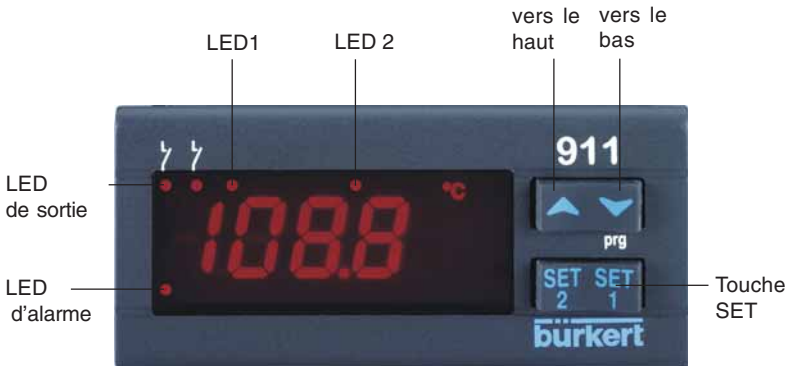 vers le haut
vers le bas
LED1
LED 2
911
LED de sortie
°C
108.8
prg
LED d'alarme
SET 2
SET 1
Touche SET
bürkert